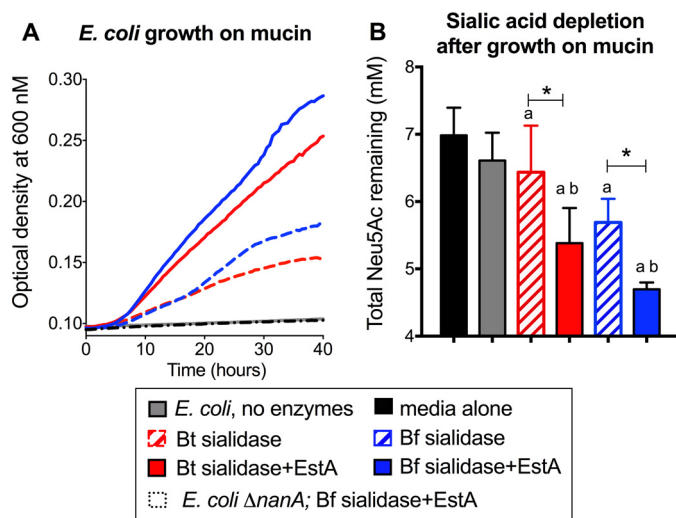 A
E. coli growth on mucin
Optical density at 600 nM
0.30
0.25
0.20
0.15
0.10
0
10
20
30
40
Time (hours)
B
Sialic acid depletion
after growth on mucin
Total Neu5Ac remaining (mM)
8
7
6
5
4
a
*
a b
a
*
a b
E. coli, no enzymes
media alone
Bt sialidase
Bf sialidase
Bt sialidase+EstA
Bf sialidase+EstA
E. coli ΔnanA; Bf sialidase+EstA